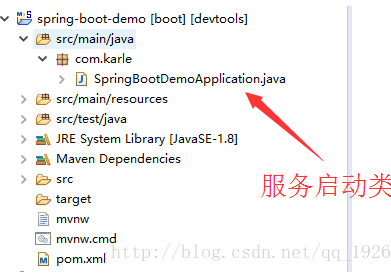 spring-boot-demo [boot] [devtools]
src/main/java
com.karle
SpringBootDemoApplication.java
src/main/resources
src/test/java
JRE System Library [JavaSE-1.8]
Maven Dependencies
src
服务启动类
target
mvnw
mvnw.cmd
http://blog.csdn.net/qq_1926
pom.xml